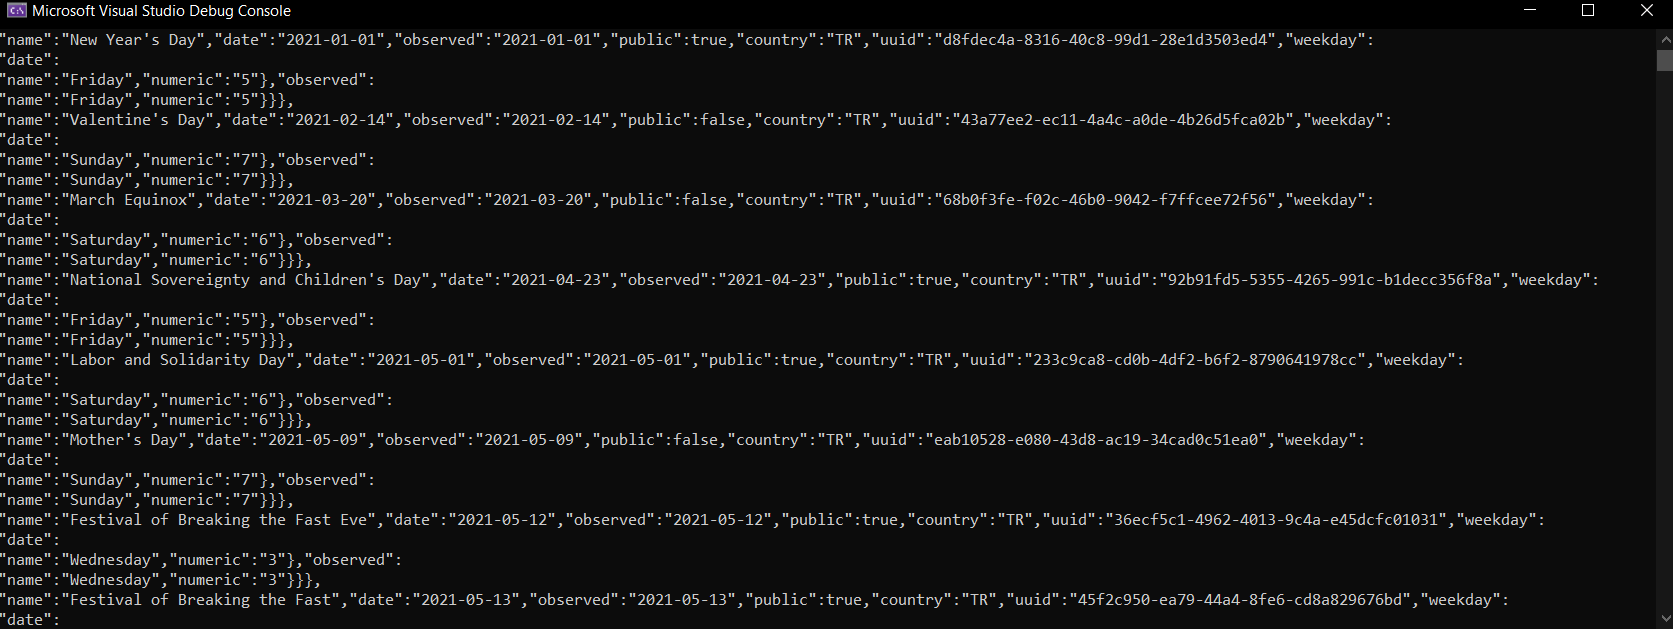 Microsoft Visual Studio Debug Console
"name":"New Year's Day","date":"2021-01-01","observed":"2021-01-01","public":true,"country":"TR","uuid":"d8fdec4a-8316-40c8-99d1-28e1d3503ed4","weekday":
"date":
"name":"Friday","numeric":"5"},"observed":
"name":"Friday","numeric":"5"}}},
"name":"Valentine's Day","date":"2021-02-14","observed":"2021-02-14","public":false,"country":"TR","uuid":"43a77ee2-ec11-4a4c-a0de-4b26d5fca02b","weekday":
"date":
"name":"Sunday","numeric":"7"},"observed":
"name":"Sunday","numeric":"7"}}},
"name":"March Equinox","date":"2021-03-20","observed":"2021-03-20","public":false,"country":"TR","uuid":"68b0f3fe-f02c-46b0-9042-f7ffcee72f56","weekday":
"date":
"name":"Saturday","numeric":"6"},"observed":
"name":"Saturday","numeric":"6"}}},
"name":"National Sovereignty and Children's Day","date":"2021-04-23","observed":"2021-04-23","public":true,"country":"TR","uuid":"92b91fd5-5355-4265-991c-b1decc356f8a","weekday":
"date":
"name":"Friday","numeric":"5"},"observed":
"name":"Friday","numeric":"5"}}},
"name":"Labor and Solidarity Day","date":"2021-05-01","observed":"2021-05-01","public":true,"country":"TR","uuid":"233c9ca8-cd0b-4df2-b6f2-8790641978cc","weekday":
"date":
"name":"Saturday","numeric":"6"},"observed":
"name":"Saturday","numeric":"6"}}},
"name":"Mother's Day","date":"2021-05-09","observed":"2021-05-09","public":false,"country":"TR","uuid":"eab10528-e080-43d8-ac19-34cad0c51ea0","weekday":
"date":
"name":"Sunday","numeric":"7"},"observed":
"name":"Sunday","numeric":"7"}}},
"name":"Festival of Breaking the Fast Eve","date":"2021-05-12","observed":"2021-05-12","public":true,"country":"TR","uuid":"36ecf5c1-4962-4013-9c4a-e45dcfc01031","weekday":
"date":
"name":"Wednesday","numeric":"3"},"observed":
"name":"Wednesday","numeric":"3"}}},
"name":"Festival of Breaking the Fast","date":"2021-05-13","observed":"2021-05-13","public":true,"country":"TR","uuid":"45f2c950-ea79-44a4-8fe6-cd8a829676bd","weekday":
"date":